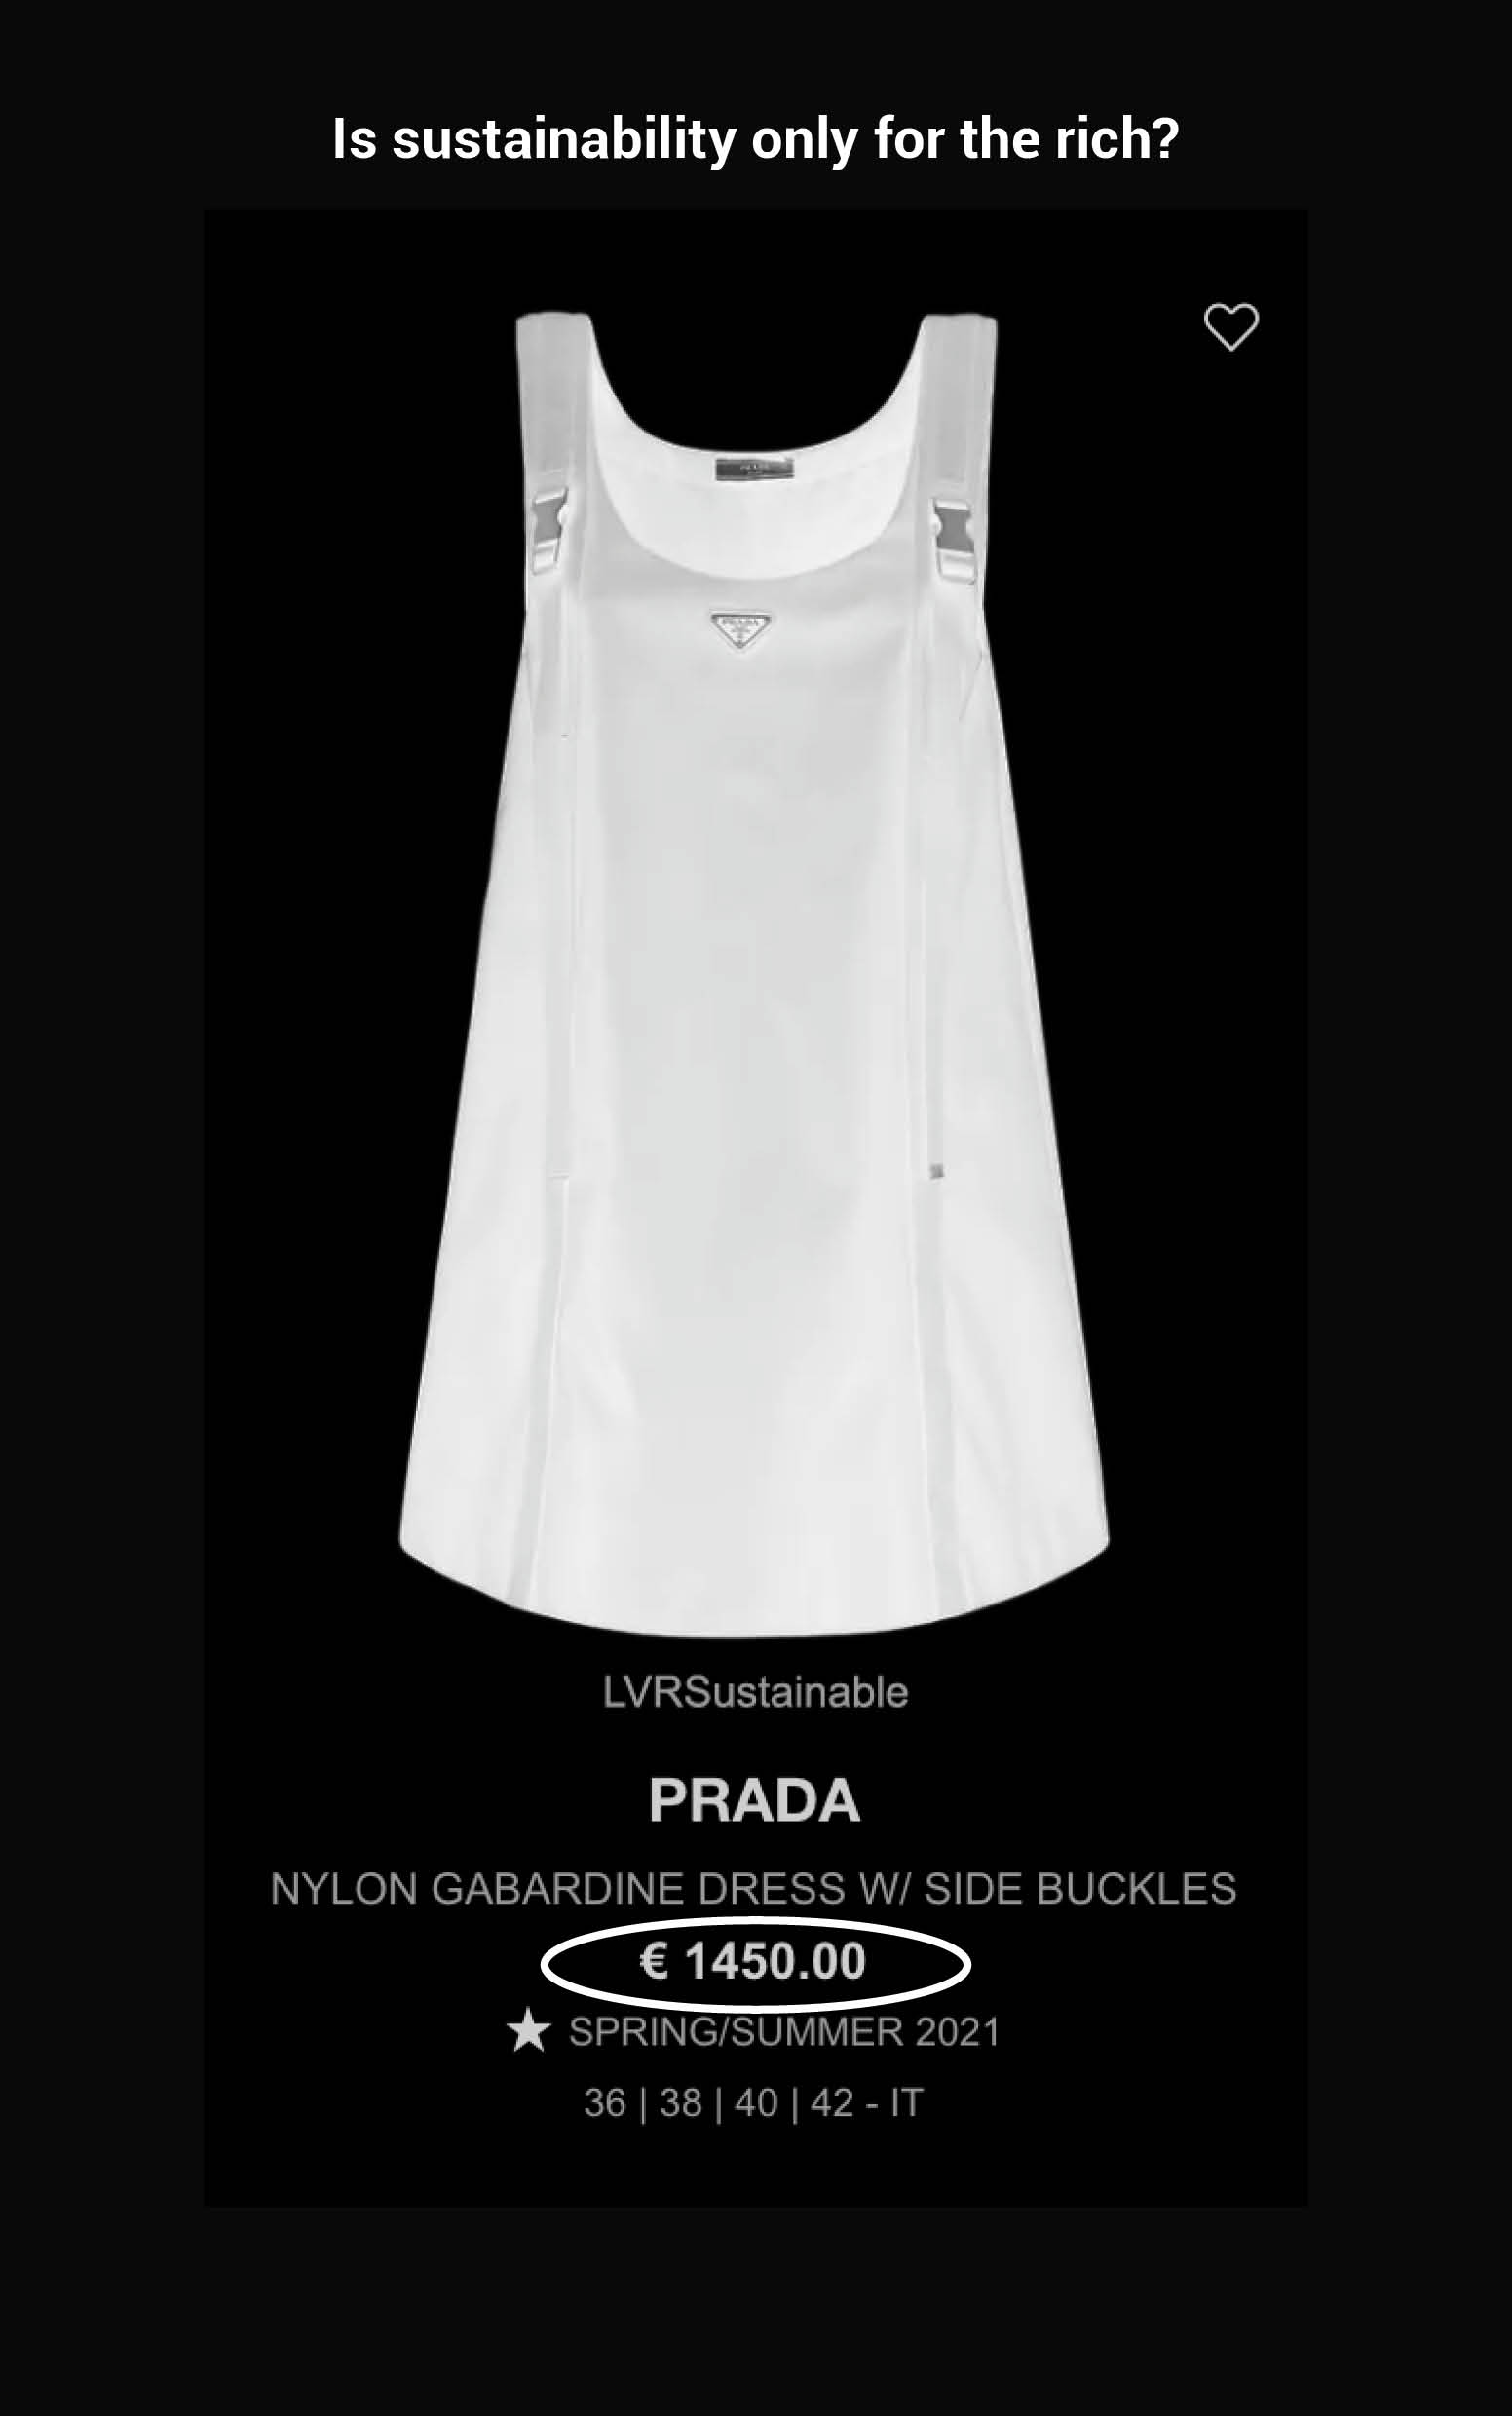 Is sustainability only for the rich?
PRADA
LVRSustainable
PRADA
NYLON GABARDINE DRESS W/ SIDE BUCKLES
€ 1450.00
★ SPRING/SUMMER 2021
36 | 38 | 40 | 42 - IT